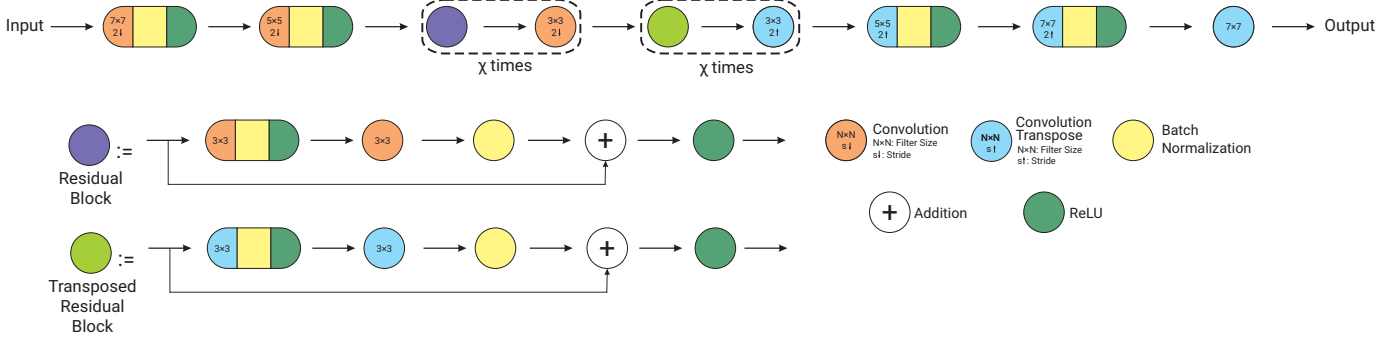 Input
7×7
2↓
5×5
2↓
3×3
2↓
χ times
3×3
2↑
χ times
5×5
2↑
7×7
2↑
7×7
Output
:=
Residual
Block
3×3
3×3
+
N×N
s↓
Convolution
N×N: Filter Size
s↓: Stride
N×N
s↑
Convolution
Transpose
N×N: Filter Size
s↑: Stride
Batch
Normalization
+
Addition
ReLU
:=
Transposed
Residual
Block
3×3
3×3
+